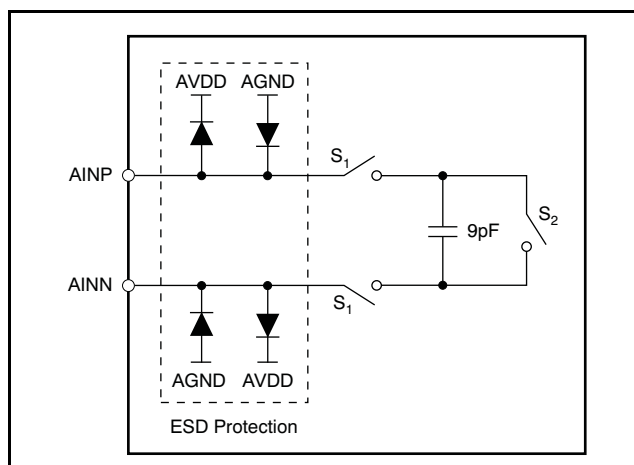 AVDD AGND
AINP
S1
S2
9pF
AINN
S1
AGND AVDD
ESD Protection